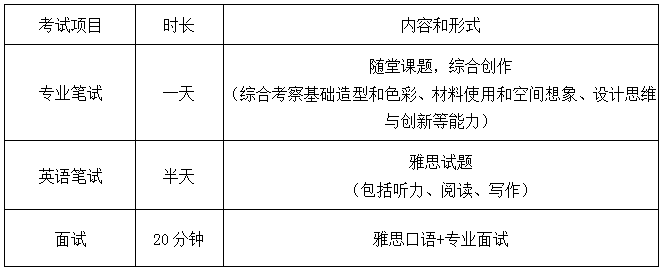 考试项目 时长 内容和形式
专业笔试 一天 随堂课题，综合创作
（综合考察基础造型和色彩、材料使用和空间想象、设计思维
与创新等能力）
英语笔试 半天 雅思试题
（包括听力、阅读、写作）
面试 20分钟 雅思口语+专业面试